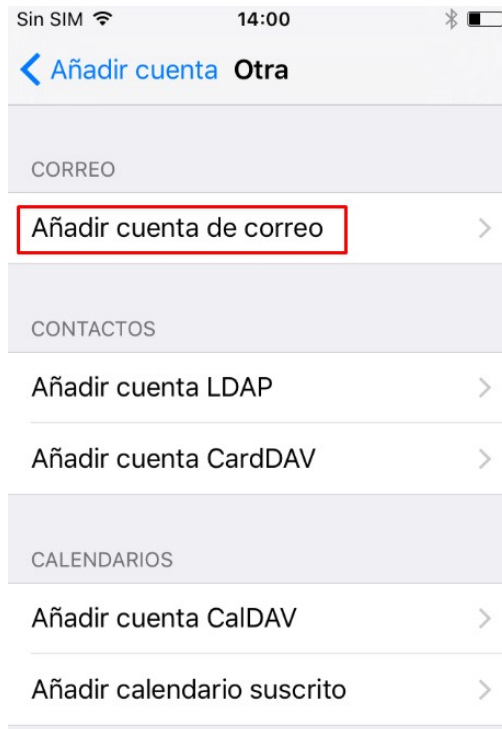 Sin SIM 14:00
Añadir cuenta Otra
CORREO
Añadir cuenta de correo
CONTACTOS
Añadir cuenta LDAP
Añadir cuenta CardDAV
CALENDARIOS
Añadir cuenta CalDAV
Añadir calendario suscrito